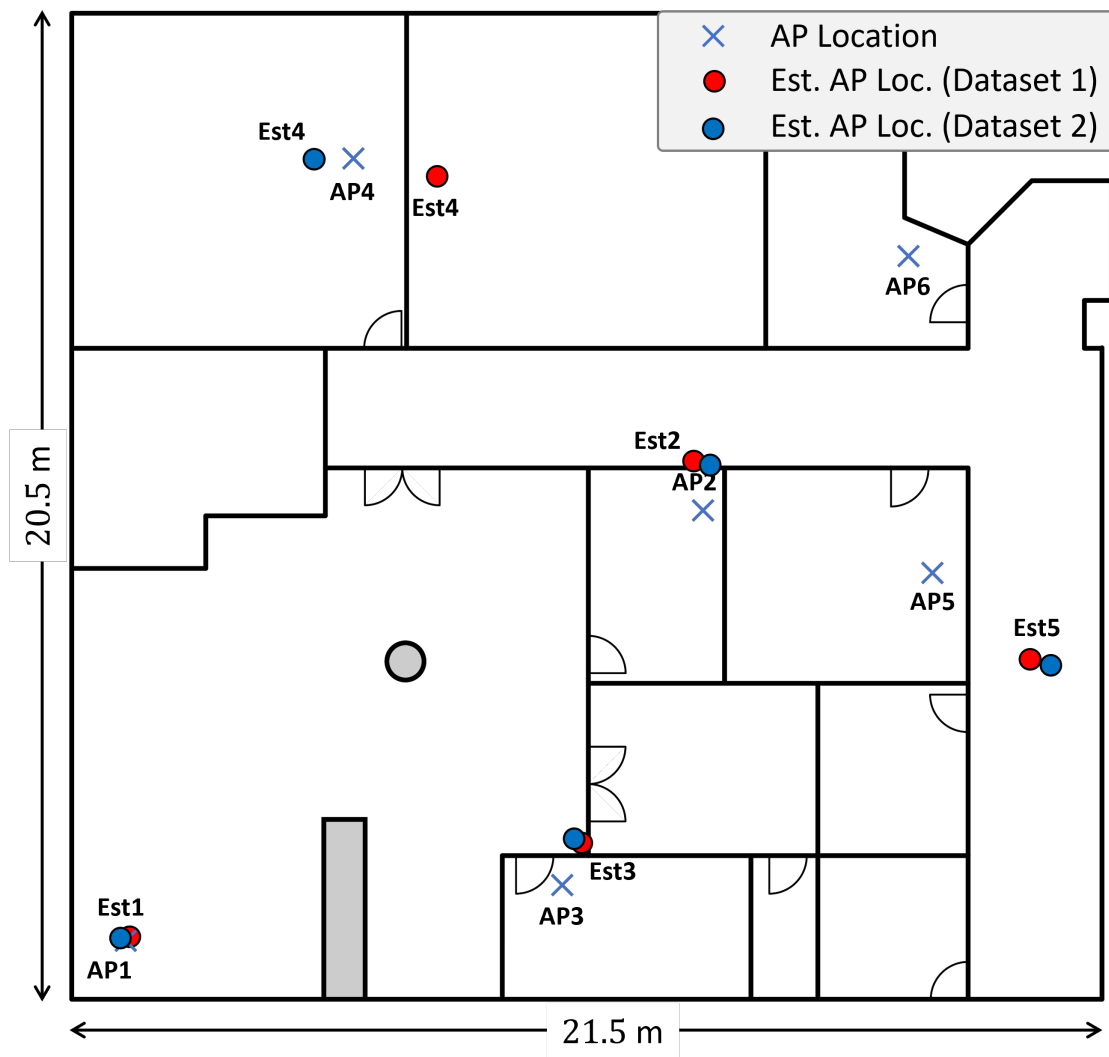 AP Location
Est. AP Loc. (Dataset 1)
Est. AP Loc. (Dataset 2)
Est4
AP4
Est4
AP6
Est2
AP2
20.5 m
AP5
Est5
Est3
AP3
Est1
AP1
21.5 m